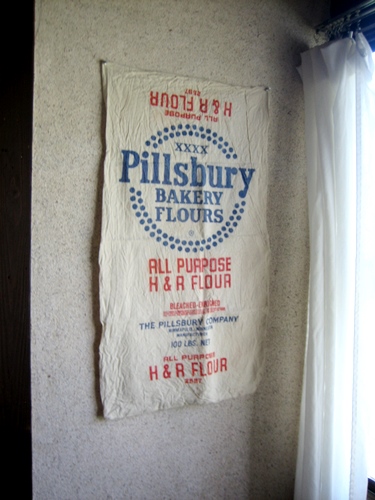 H & R FLOUR
ALL PURPOSE
XXXX
Pillsbury
BAKERY
FLOURS
ALL PURPOSE
H & R FLOUR
BLEACHED-ENRICHED
THE PILLSBURY COMPANY
100 LBS. NET
ALL PURPOSE
H & R FLOUR